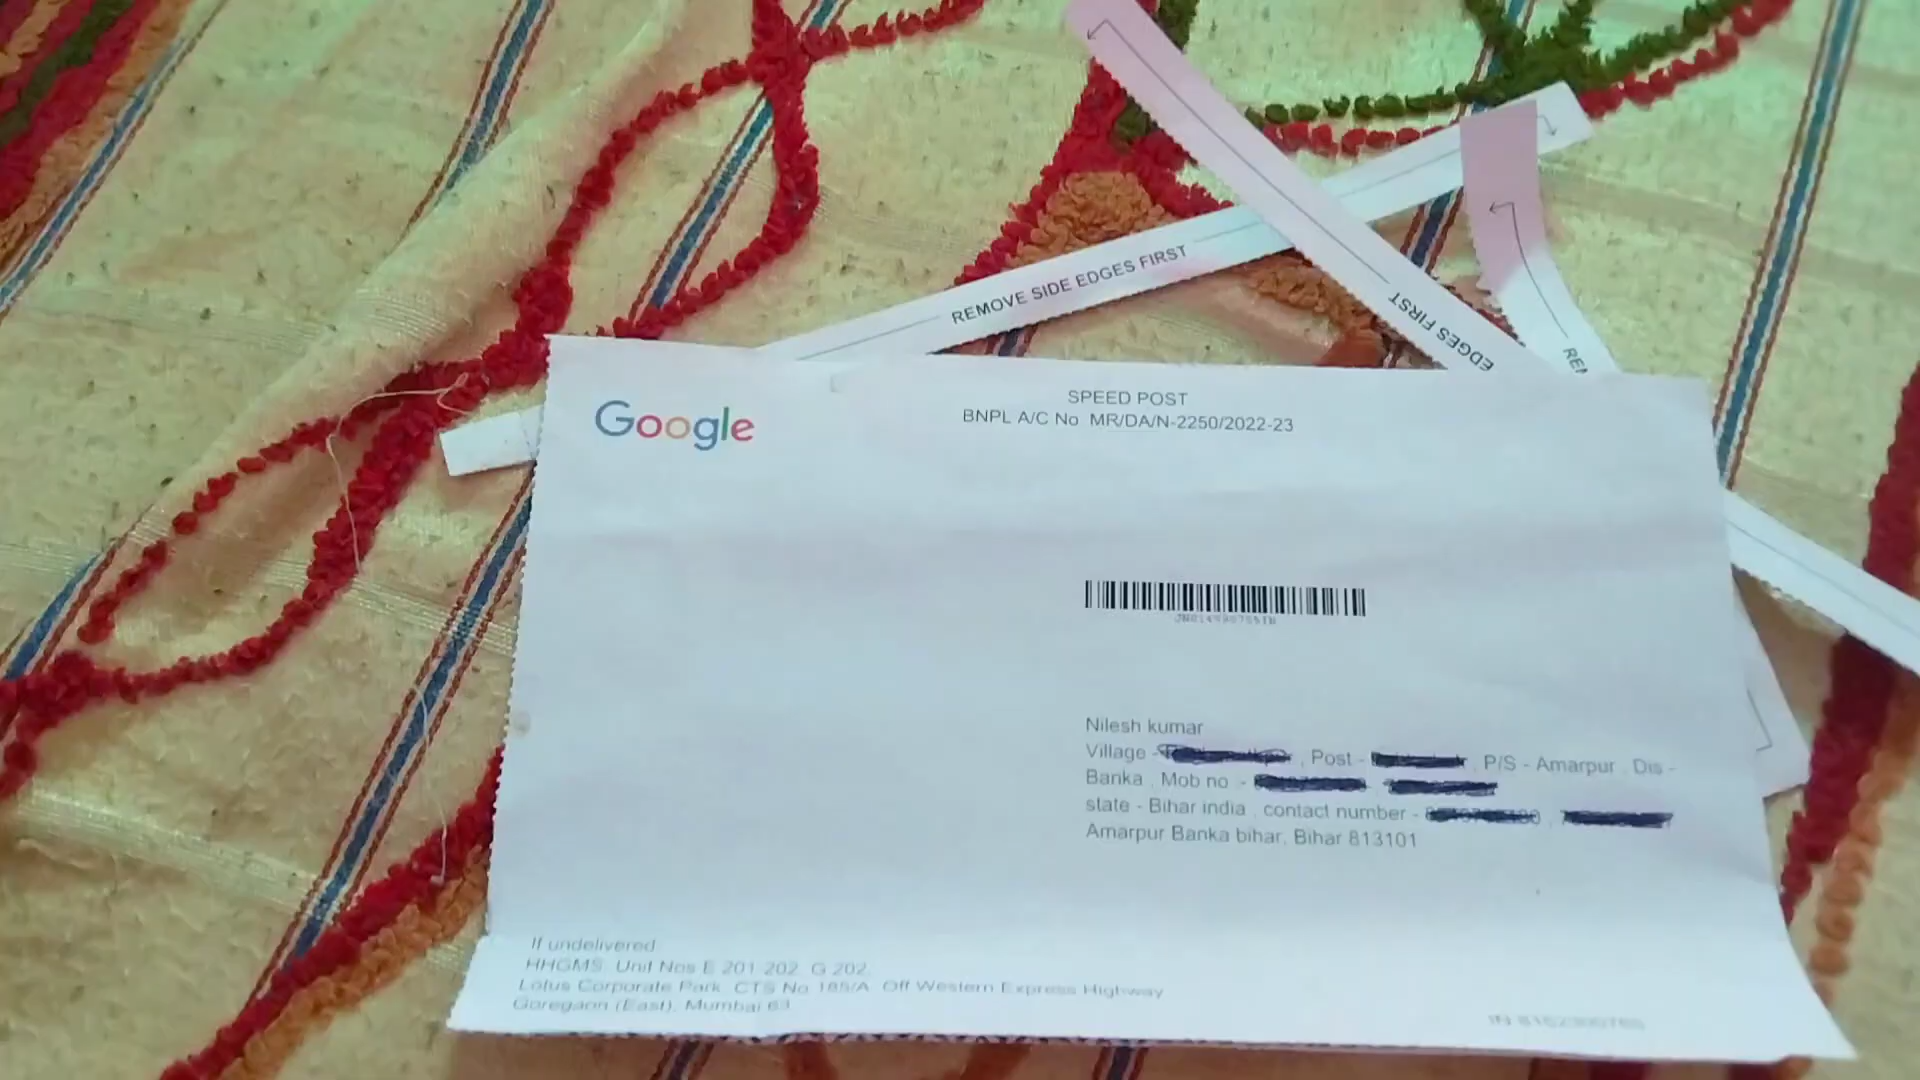 REMOVE SIDE EDGES FIRST
EDGES FIRST
Google
SPEED POST
BNPL A/C No MR/DA/N-2250/2022-23
Nilesh kumar
Village - , Post - , P/S - Amarpur , Dis -
Banka , Mob no - 
state - Bihar india , contact number - ,
Amarpur Banka bihar, Bihar 813101
If undelivered
HHGMS, Unit Nos E 201 202, G 202,
Lotus Corporate Park, CTS No 185/A, Off Western Express Highway
Goregaon (East), Mumbai 63